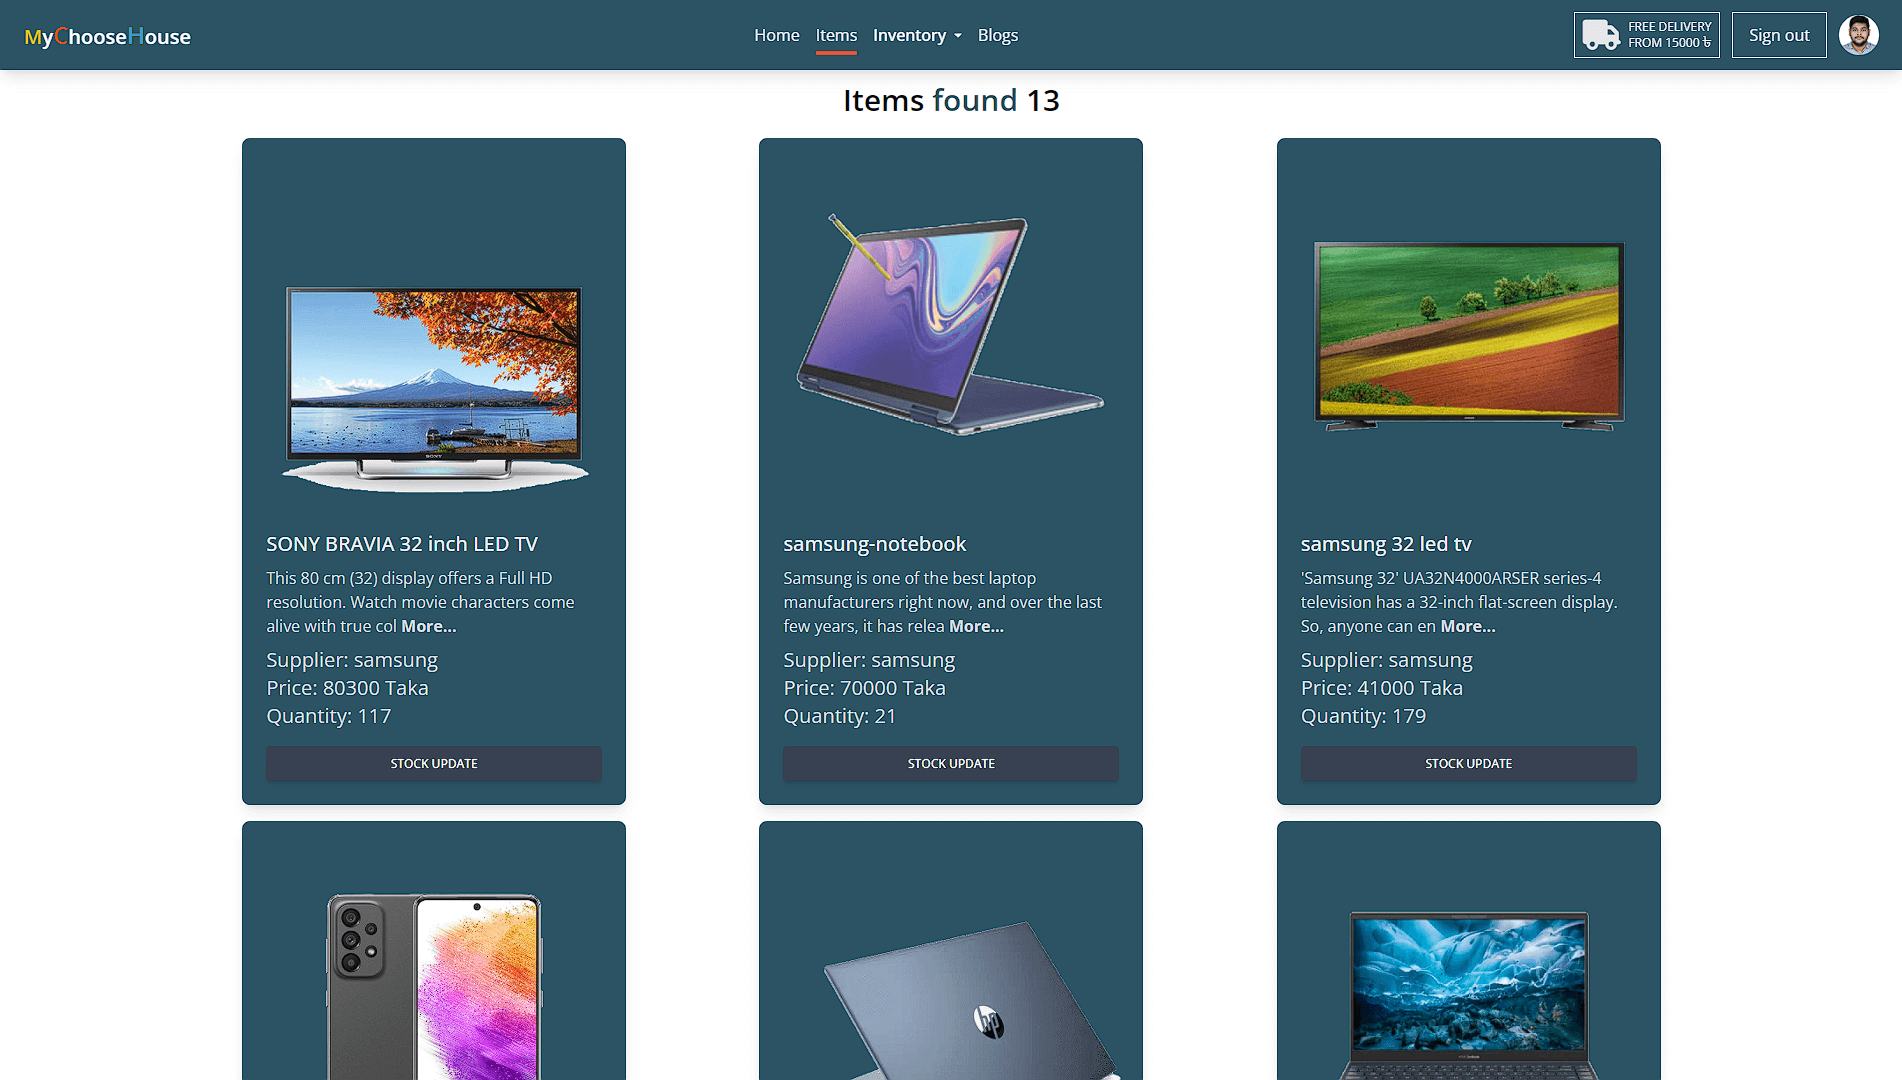 MyChooseHouse
Home Items Inventory Blogs
FREE DELIVERY
FROM 15000 ৳
Sign out
Items found 13
SONY
SONY BRAVIA 32 inch LED TV
This 80 cm (32) display offers a Full HD
resolution. Watch movie characters come
alive with true col More...
Supplier: samsung
Price: 80300 Taka
Quantity: 117
STOCK UPDATE
samsung-notebook
Samsung is one of the best laptop
manufacturers right now, and over the last
few years, it has relea More...
Supplier: samsung
Price: 70000 Taka
Quantity: 21
STOCK UPDATE
samsung 32 led tv
'Samsung 32' UA32N4000ARSER series-4
television has a 32-inch flat-screen display.
So, anyone can en More...
Supplier: samsung
Price: 41000 Taka
Quantity: 179
STOCK UPDATE
hp